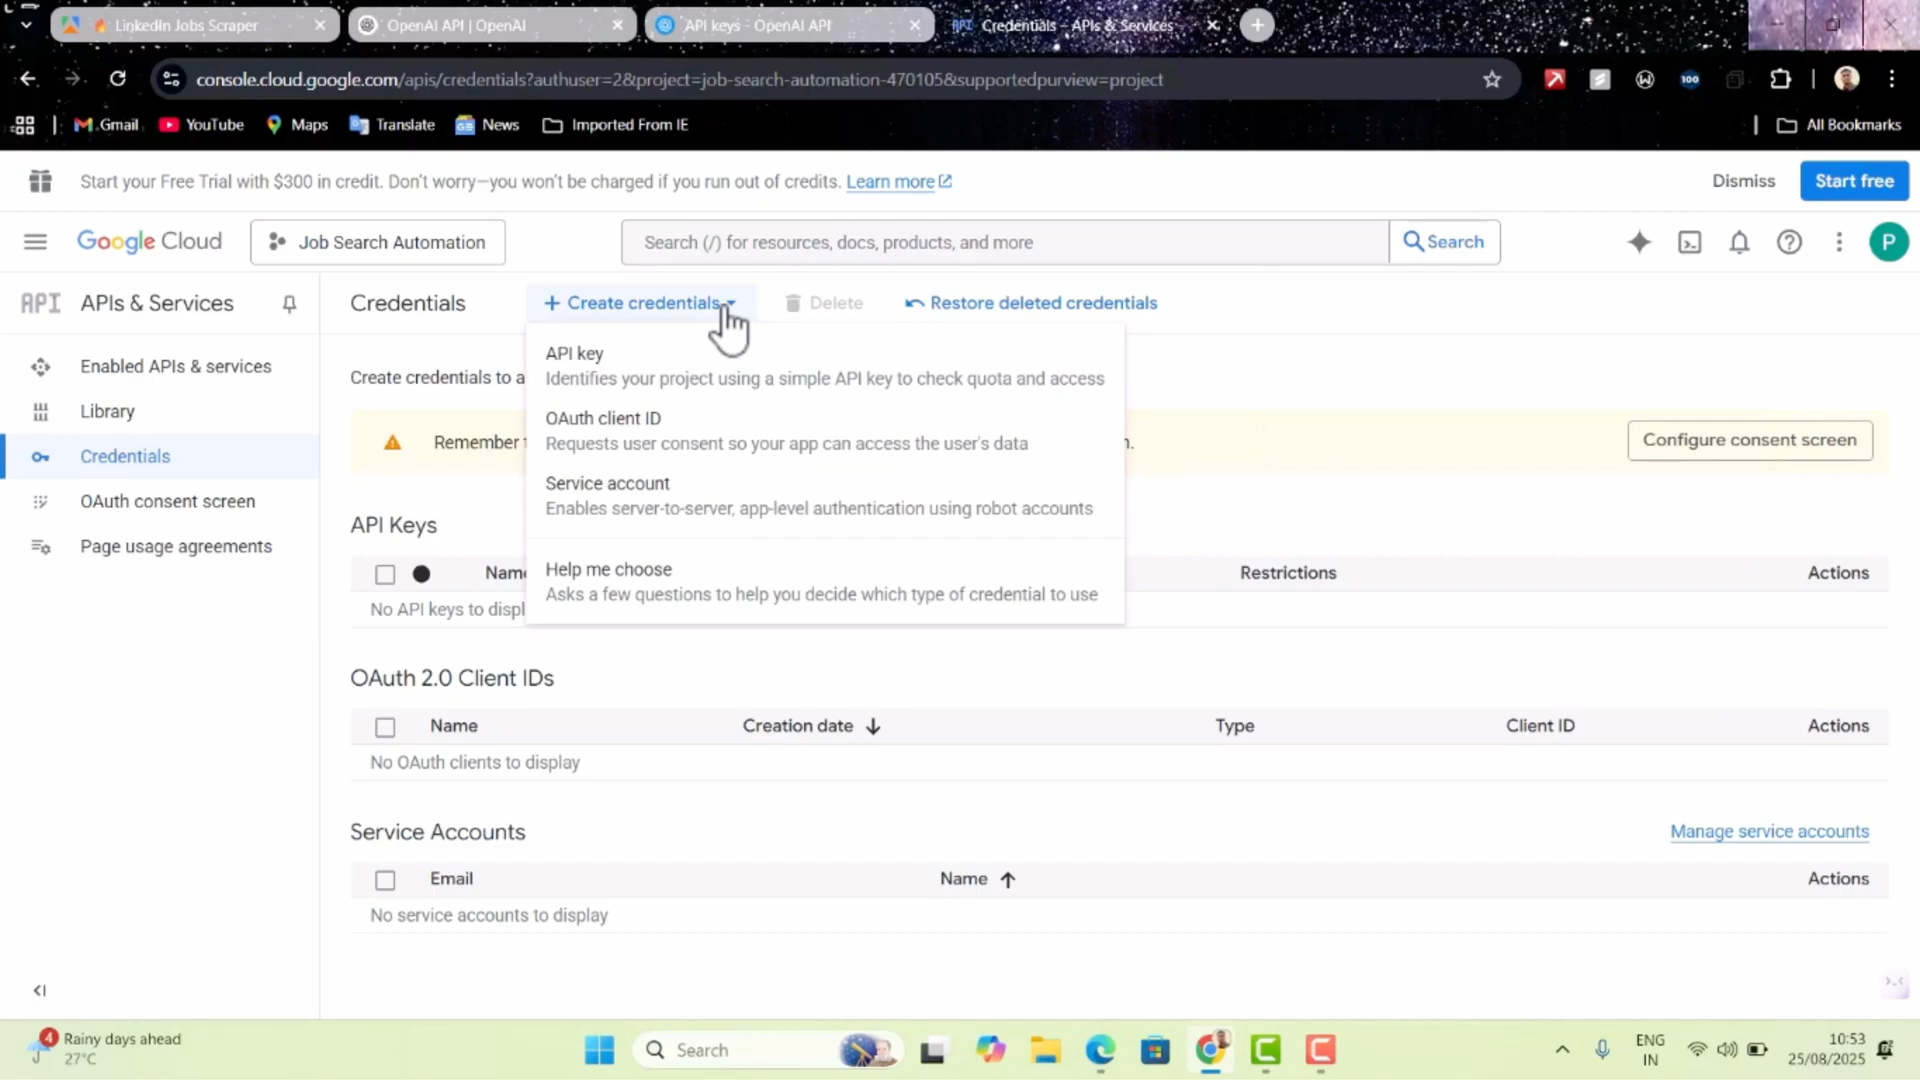 LinkedIn Jobs Scraper
OpenAI API | OpenAI
API keys - OpenAI API
API Credentials – APIs & Services
console.cloud.google.com/apis/credentials?authuser=2&project=job-search-automation-470105&supportedpurview=project
100
Gmail
YouTube
Maps
Translate
News
Imported From IE
All Bookmarks
Start your Free Trial with $300 in credit. Don't worry—you won't be charged if you run out of credits. Learn more
Dismiss
Start free
Google Cloud
Job Search Automation
Search (/) for resources, docs, products, and more
Search
P
API APIs & Services
Credentials
+ Create credentials
Delete
Restore deleted credentials
Enabled APIs & services
Library
Credentials
OAuth consent screen
Page usage agreements
Create credentials to a
Remember
Configure consent screen
API key
Identifies your project using a simple API key to check quota and access
OAuth client ID
Requests user consent so your app can access the user's data
Service account
Enables server-to-server, app-level authentication using robot accounts
Help me choose
Asks a few questions to help you decide which type of credential to use
API Keys
Name
Restrictions
Actions
No API keys to displ
OAuth 2.0 Client IDs
Name
Creation date
Type
Client ID
Actions
No OAuth clients to display
Service Accounts
Manage service accounts
Email
Name
Actions
No service accounts to display
4
Rainy days ahead
27°C
Search
ENG
IN
10:53
25/08/2025